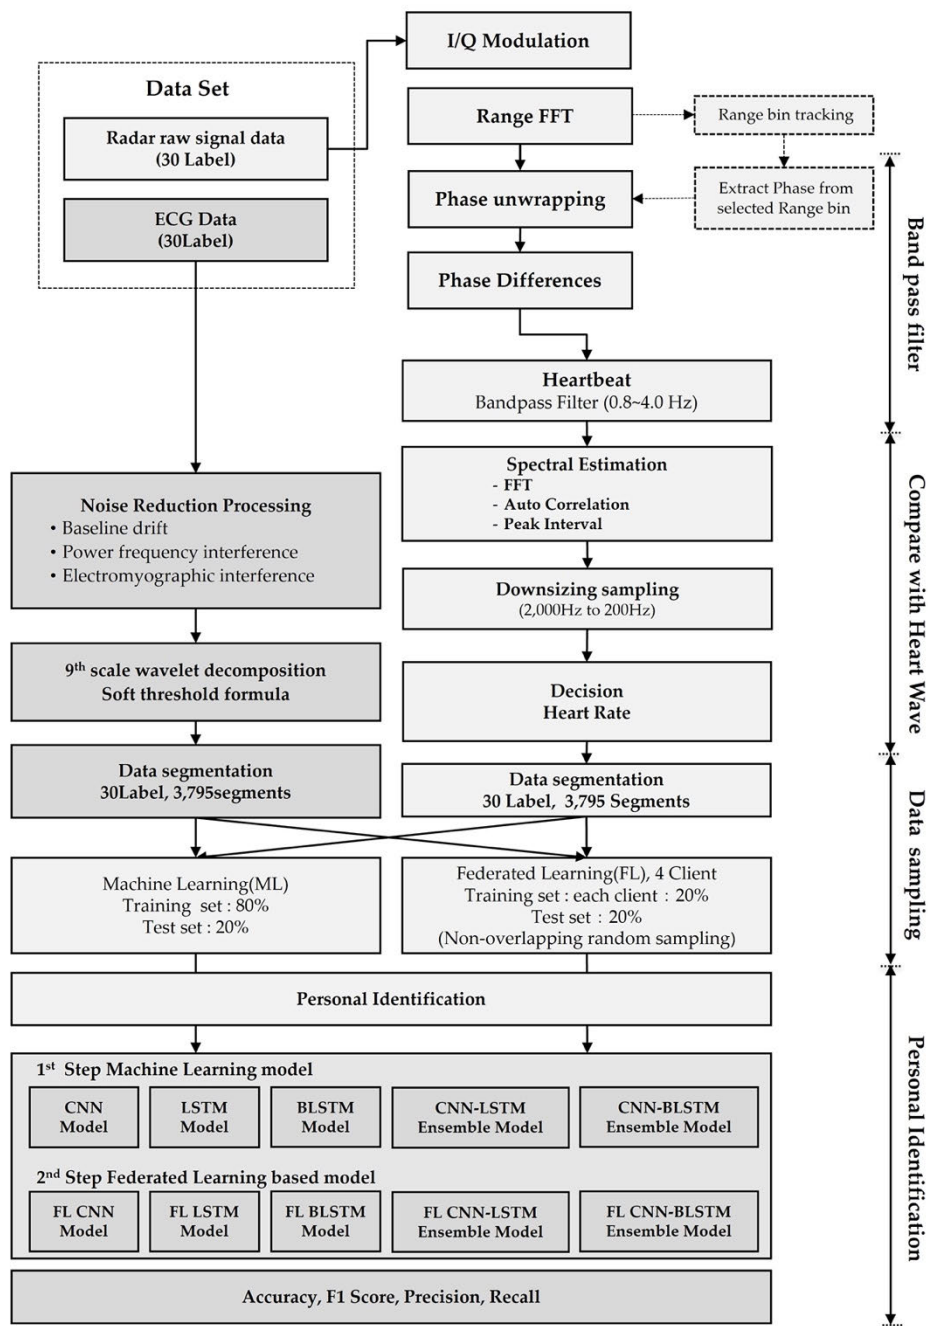 I/Q Modulation
Data Set
Radar raw signal data
(30 Label)
ECG Data
(30Label)
Range FFT
Range bin tracking
Phase unwrapping
Extract Phase from
selected Range bin
Phase Differences
Band pass filter
Heartbeat
Bandpass Filter (0.8~4.0 Hz)
Spectral Estimation
- FFT
- Auto Correlation
- Peak Interval
Noise Reduction Processing
• Baseline drift
• Power frequency interference
• Electromyographic interference
Downsizing sampling
(2,000Hz to 200Hz)
Compare with Heart Wave
9th scale wavelet decomposition
Soft threshold formula
Decision
Heart Rate
Data segmentation
30Label, 3,795segments
Data segmentation
30 Label, 3,795 Segments
Data sampling
Machine Learning(ML)
Training set : 80%
Test set : 20%
Federated Learning(FL), 4 Client
Training set : each client : 20%
Test set : 20%
(Non-overlapping random sampling)
Personal Identification
Personal Identification
1st Step Machine Learning model
CNN
Model
LSTM
Model
BLSTM
Model
CNN-LSTM
Ensemble Model
CNN-BLSTM
Ensemble Model
2nd Step Federated Learning based model
FL CNN
Model
FL LSTM
Model
FL BLSTM
Model
FL CNN-LSTM
Ensemble Model
FL CNN-BLSTM
Ensemble Model
Accuracy, F1 Score, Precision, Recall